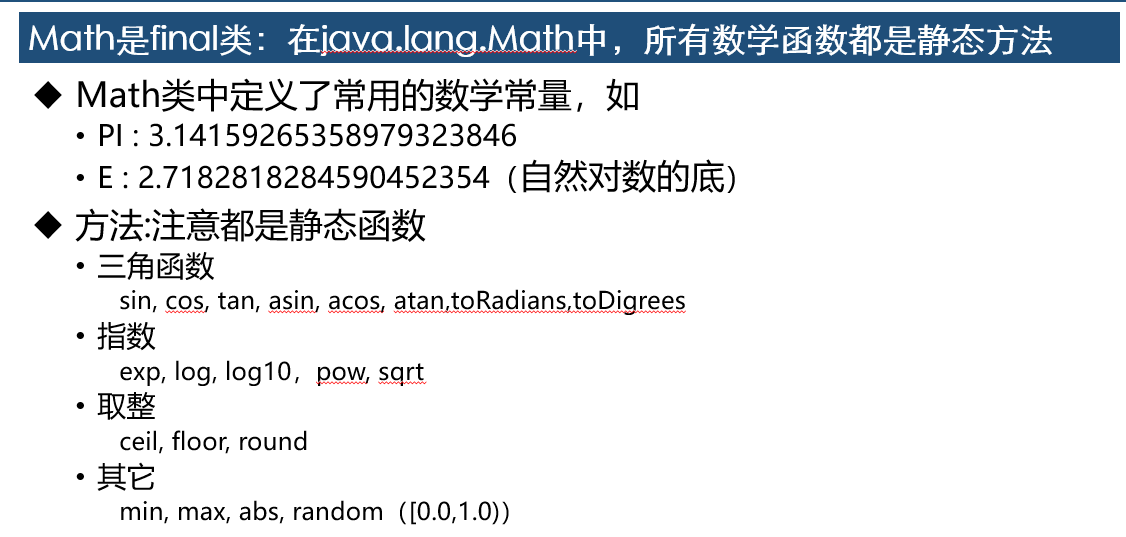 Math是final类：在java.lang.Math中，所有数学函数都是静态方法
◆ Math类中定义了常用的数学常量，如
• PI : 3.14159265358979323846
• E : 2.7182818284590452354（自然对数的底）
◆ 方法:注意都是静态函数
• 三角函数
sin, cos, tan, asin, acos, atan,toRadians,toDigrees
• 指数
exp, log, log10，pow, sqrt
• 取整
ceil, floor, round
• 其它
min, max, abs, random（[0.0,1.0)）